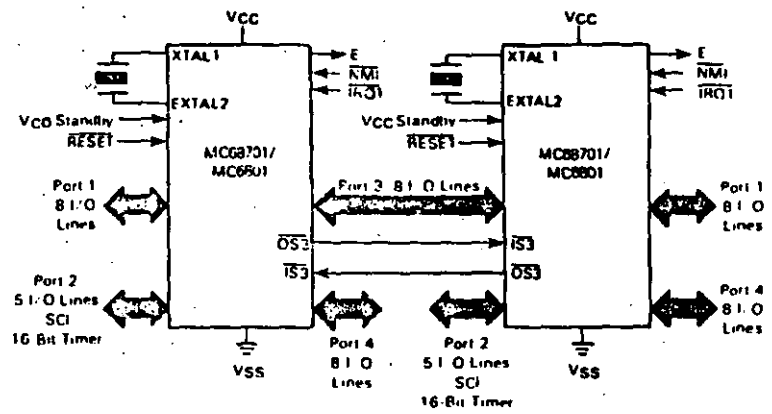 VCC
XTAL1
E
NMI
IRQ1
EXTAL2
VCC Standby
RESET
MC68701/
MC6801
Port 1
8 I/O
Lines
Port 3 8 I O Lines
OS3
IS3
Port 2
5 I/O Lines
SCI
16 Bit Timer
Port 4
8 I O
Lines
VSS
VCC
XTAL 1
E
NMI
IRQ1
EXTAL2
VCC Standby
RESET
MC68701/
MC6801
Port 1
8 I O
Lines
IS3
OS3
Port 2
5 I O Lines
SCI
16-Bit Timer
Port 4
8 I O
Lines
VSS